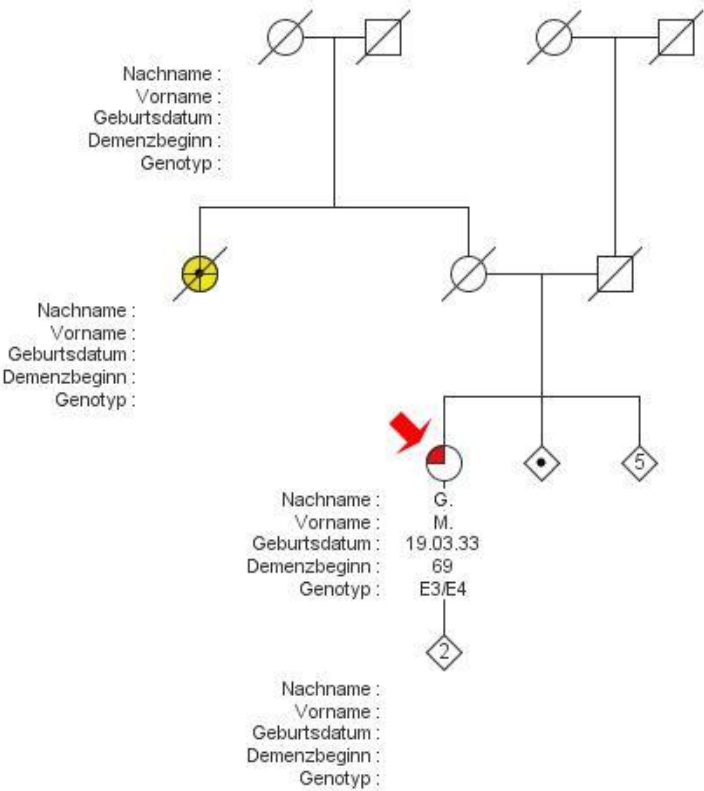 Nachname :
Vorname :
Geburtsdatum :
Demenzbeginn :
Genotyp :
Nachname :
Vorname :
Geburtsdatum :
Demenzbeginn :
Genotyp :
5
Nachname : G.
Vorname : M.
Geburtsdatum : 19.03.33
Demenzbeginn : 69
Genotyp : E3/E4
2
Nachname :
Vorname :
Geburtsdatum :
Demenzbeginn :
Genotyp :